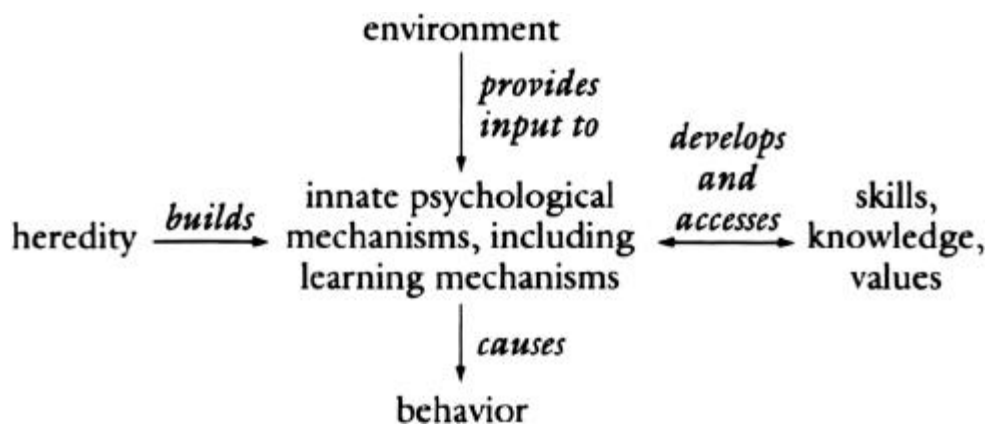 environment
provides
input to
develops
and
accesses
innate psychological
mechanisms, including
learning mechanisms
heredity
builds
skills,
knowledge,
values
causes
behavior